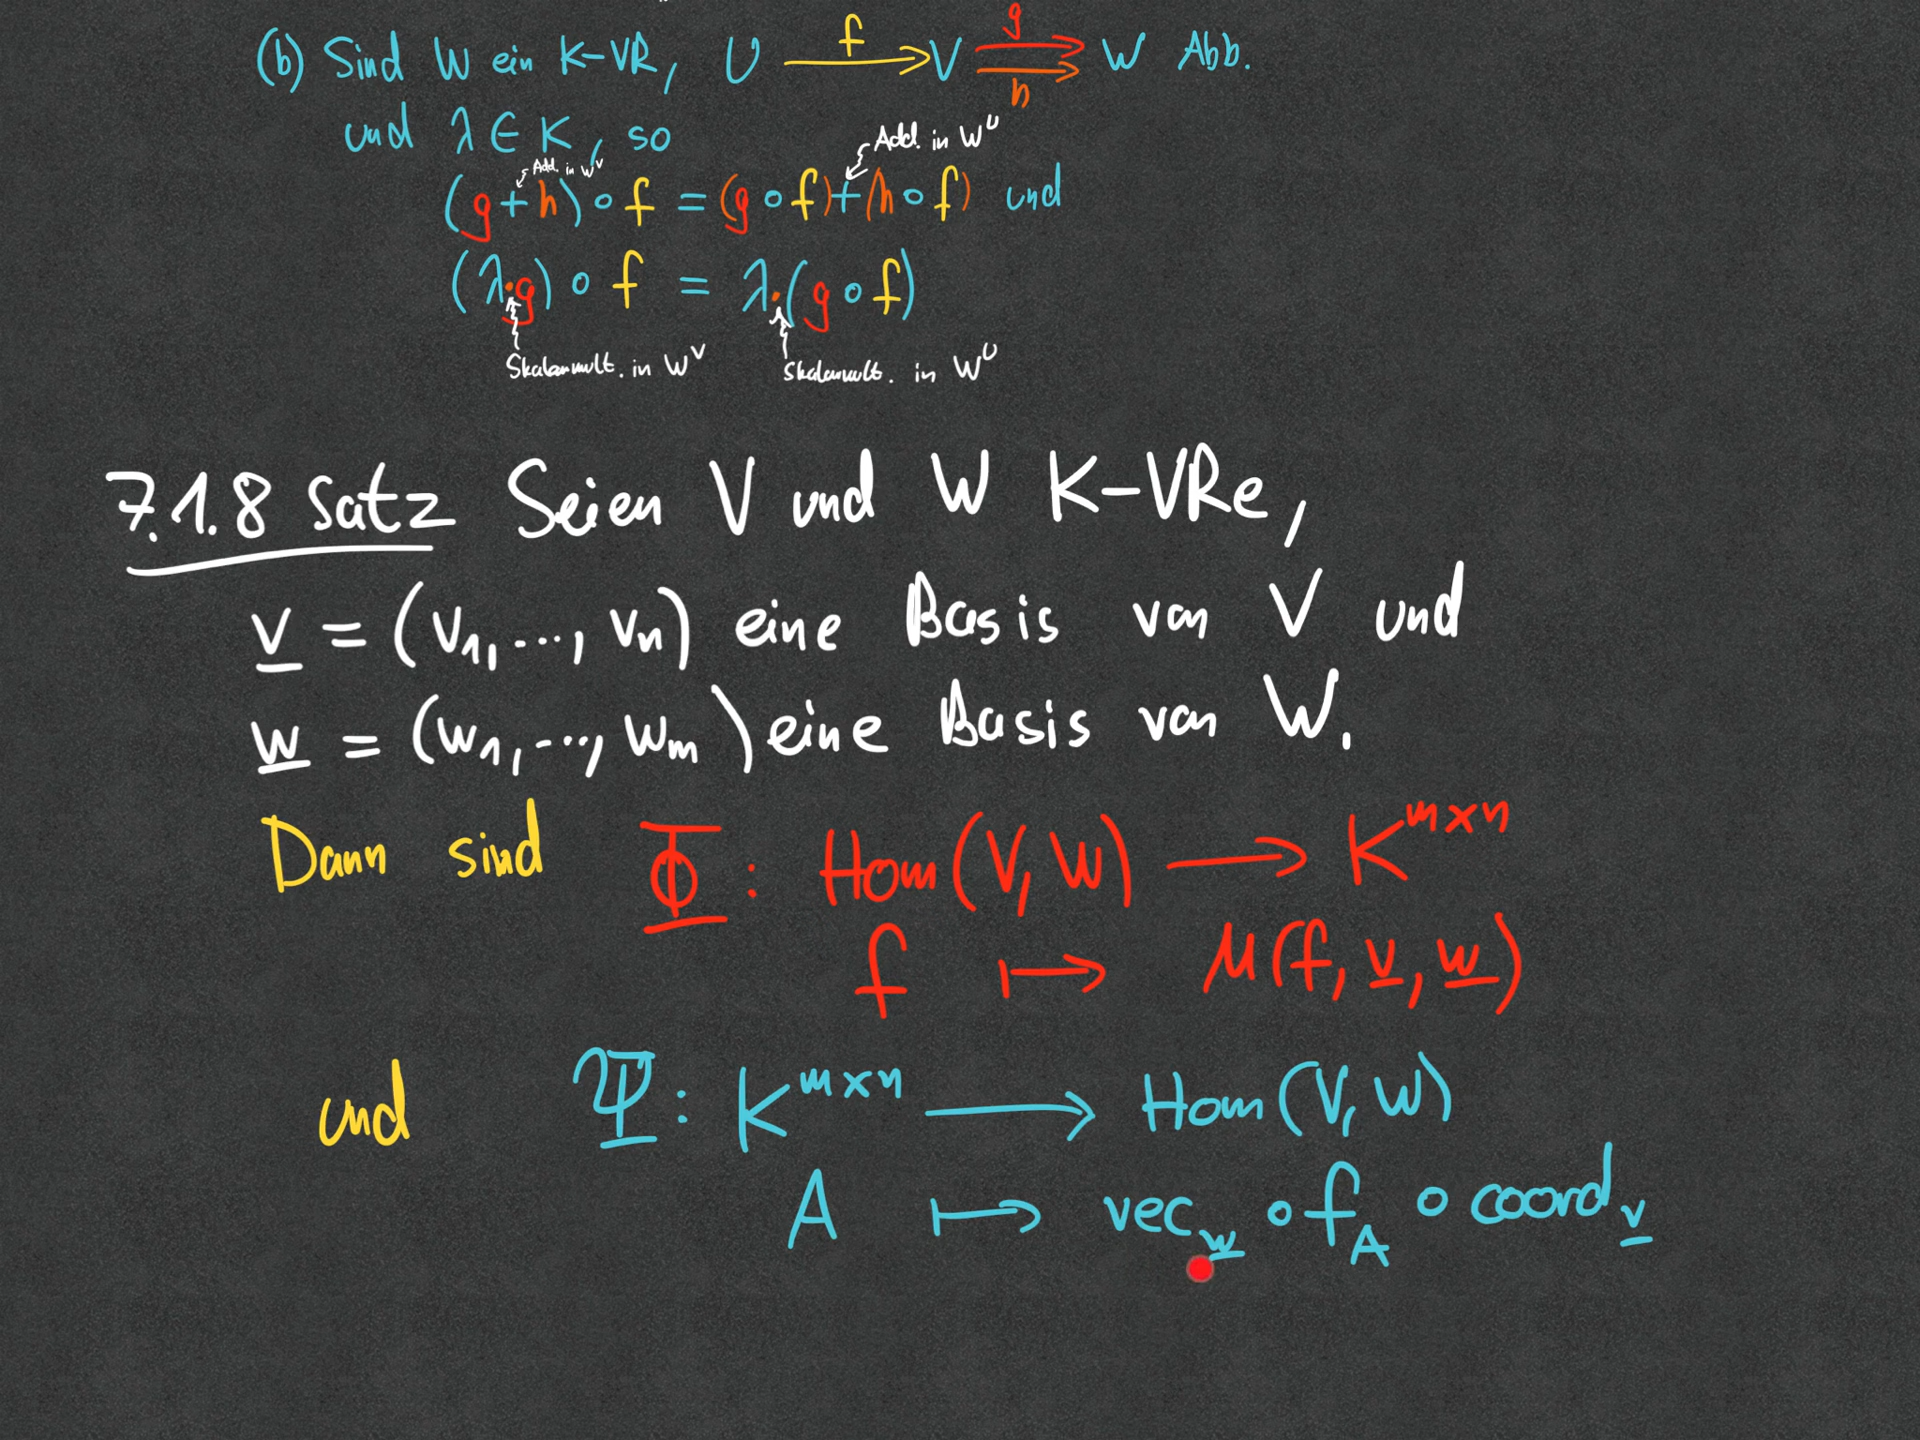 (b) Sind W ein K-VR, U —f→ V ⇉ W Abb.
g
h
und λ ∈ K, so
Add. in W^V
Add. in W^U
(g + h) ∘ f = (g ∘ f) + (h ∘ f) und
(λ·g) ∘ f = λ·(g ∘ f)
Skalarmult. in W^V
Skalarmult. in W^U
7.1.8 Satz Seien V und W K-VRe,
v = (v₁, ..., vₙ) eine Basis von V und
w = (w₁, ..., wₘ) eine Basis von W.
Dann sind Φ: Hom(V, W) ⟶ K^{m×n}
f ⟼ M(f, v, w)
und Ψ: K^{m×n} ⟶ Hom(V, W)
A ⟼ vec_w ∘ f_A ∘ coord_v